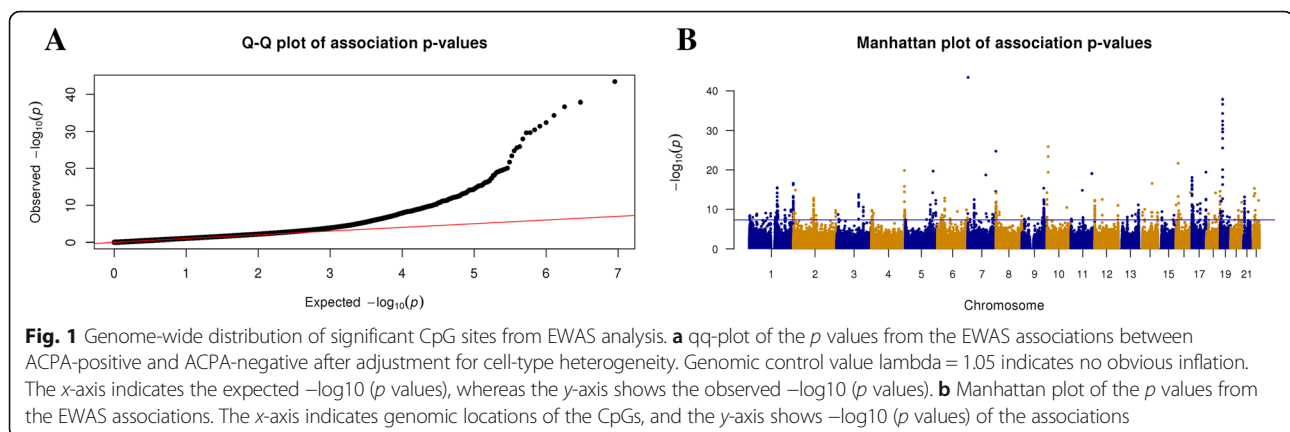 A
Q-Q plot of association p-values
Observed −log10(p)
40
30
20
10
0
0 1 2 3 4 5 6 7
Expected −log10(p)
B
Manhattan plot of association p-values
−log10(p)
40
30
20
10
0
1 2 3 4 5 6 7 8 9 10 11 12 13 14 15 16 17 18 19 20 21
Chromosome
Fig. 1 Genome-wide distribution of significant CpG sites from EWAS analysis. a qq-plot of the p values from the EWAS associations between
ACPA-positive and ACPA-negative after adjustment for cell-type heterogeneity. Genomic control value lambda = 1.05 indicates no obvious inflation.
The x-axis indicates the expected −log10 (p values), whereas the y-axis shows the observed −log10 (p values). b Manhattan plot of the p values from
the EWAS associations. The x-axis indicates genomic locations of the CpGs, and the y-axis shows −log10 (p values) of the associations